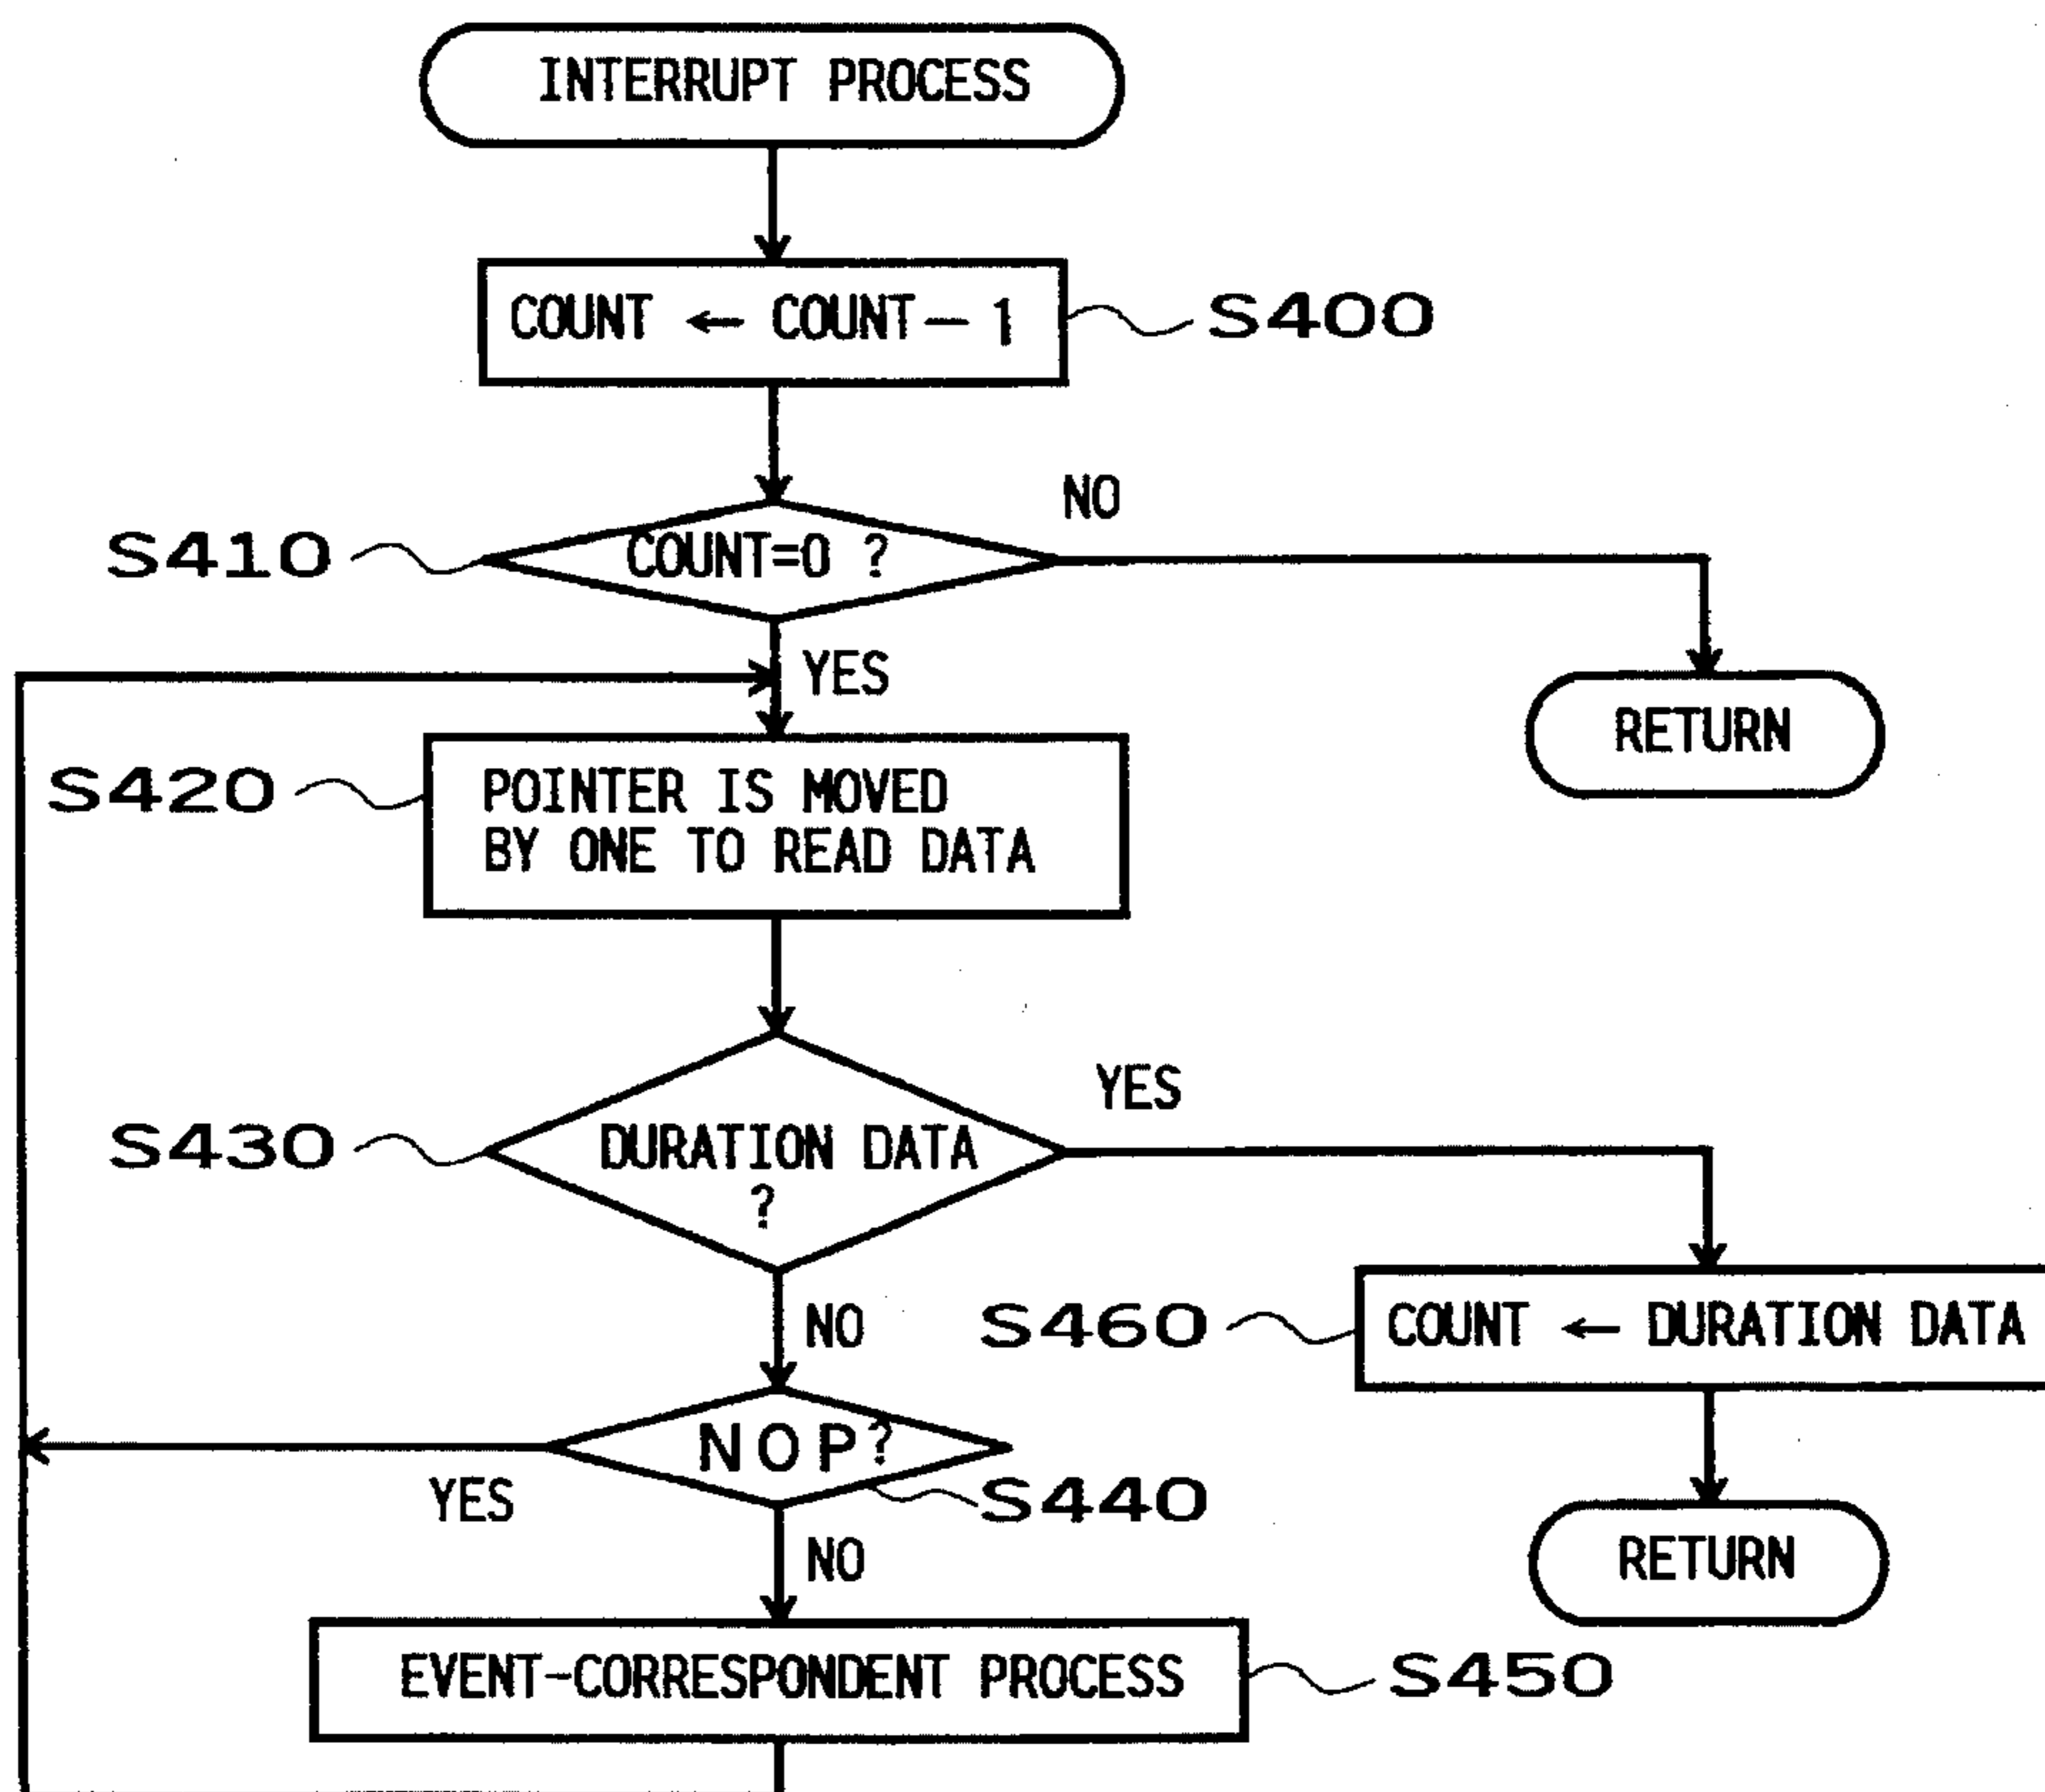 INTERRUPT PROCESS
COUNT ← COUNT－1
S400
NO
S410
COUNT=0 ?
YES
RETURN
S420
POINTER IS MOVED
BY ONE TO READ DATA
YES
S430
DURATION DATA
?
NO
S460
COUNT ← DURATION DATA
NOP?
YES
S440
NO
RETURN
EVENT-CORRESPONDENT PROCESS
S450